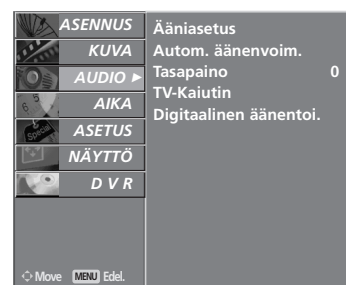 ASENNUS
KUVA
AUDIO ►
AIKA
ASETUS
NÄYTTÖ
D V R
Ääniasetus
Autom. äänenvoim.
Tasapaino 0
TV-Kaiutin
Digitaalinen äänentoi.
Move MENU Edel.